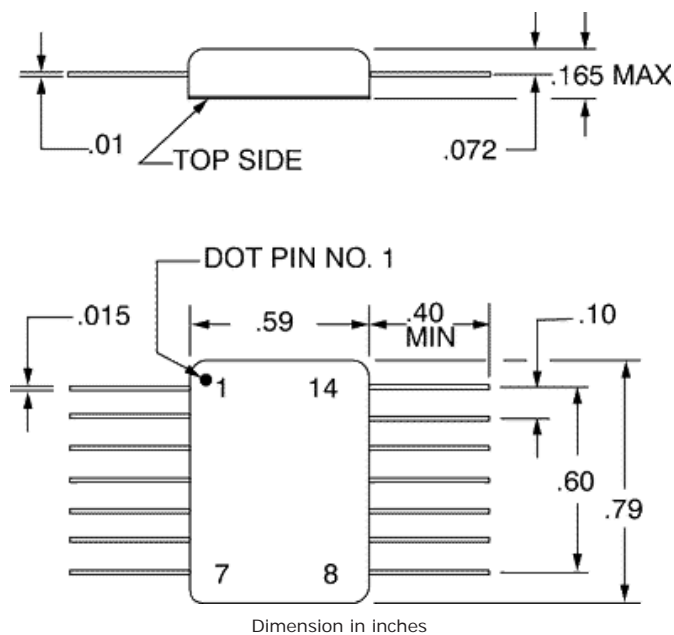 .165 MAX
.01
.072
TOP SIDE
DOT PIN NO. 1
.015
.59
.40
MIN
.10
1
14
.60
.79
7
8
Dimension in inches